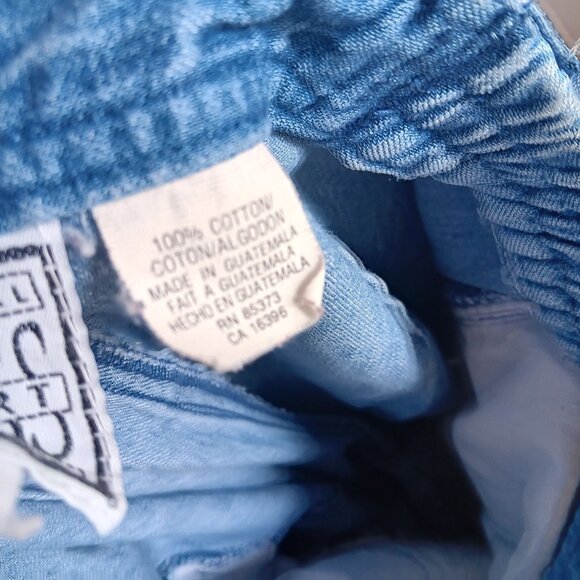 100% COTTON/
COTON/ALGODON
MADE IN GUATEMALA
FAIT A GUATEMALA
HECHO EN GUATEMALA
RN 85373
CA 16396